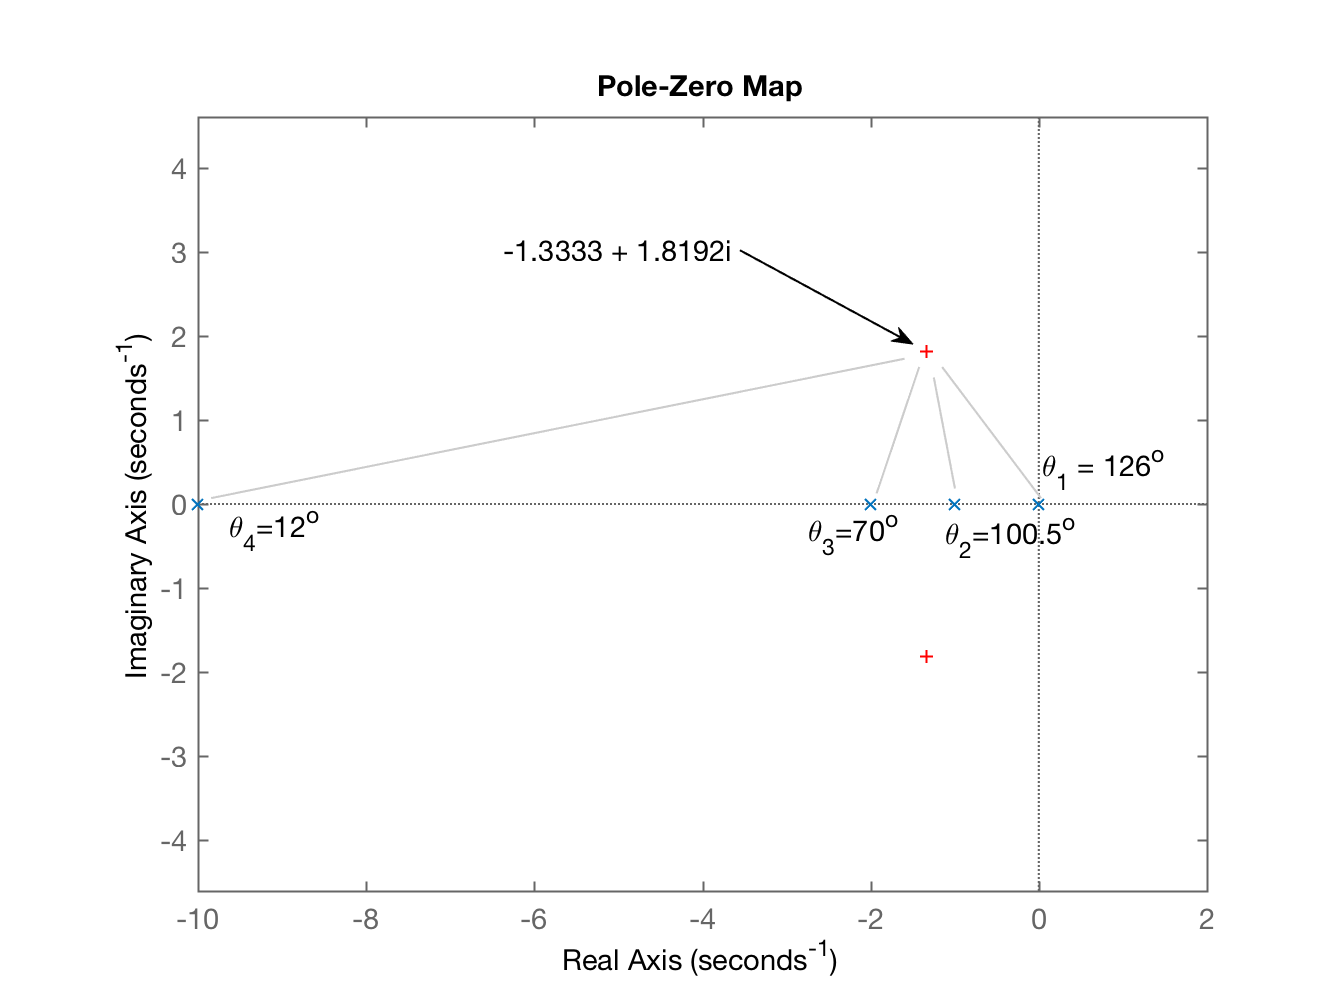 Pole-Zero Map
4
3
2
1
0
-1
-2
-3
-4
Imaginary Axis (seconds⁻¹)
-1.3333 + 1.8192i
θ₁ = 126°
θ₄=12°
θ₃=70°
θ₂=100.5°
-10
-8
-6
-4
-2
0
2
Real Axis (seconds⁻¹)